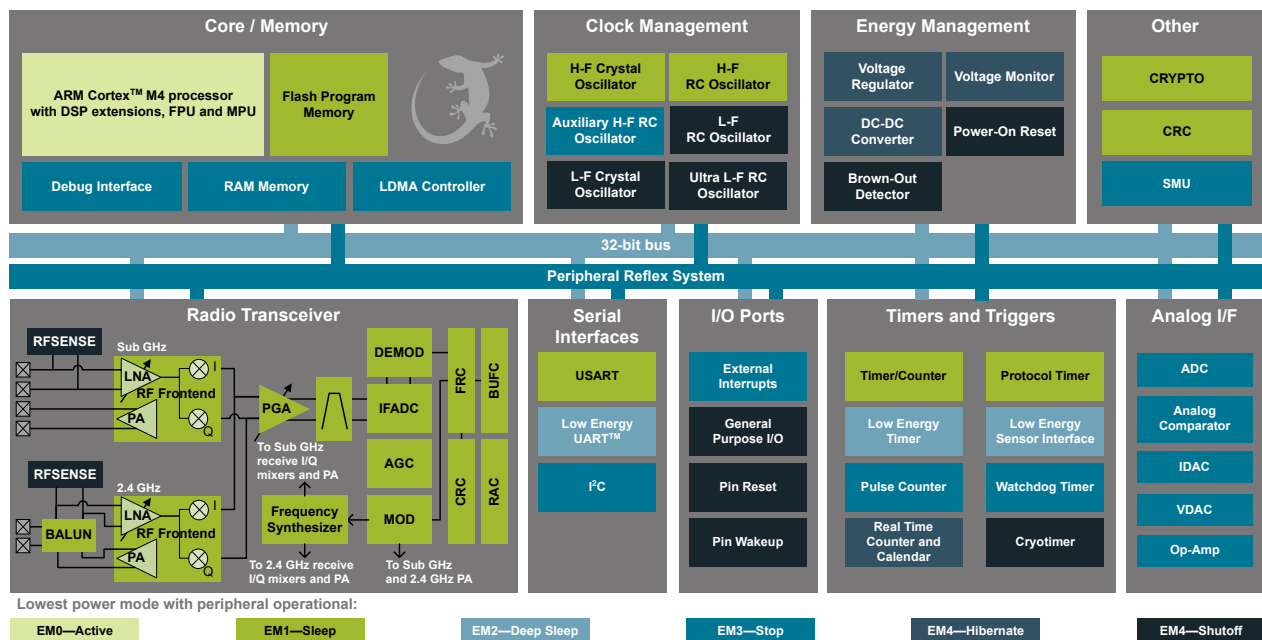 Core / Memory
ARM Cortex™ M4 processor
with DSP extensions, FPU and MPU
Flash Program
Memory
Debug Interface
RAM Memory
LDMA Controller
Clock Management
H-F Crystal
Oscillator
H-F
RC Oscillator
Auxiliary H-F RC
Oscillator
L-F
RC Oscillator
L-F Crystal
Oscillator
Ultra L-F RC
Oscillator
Energy Management
Voltage
Regulator
Voltage Monitor
DC-DC
Converter
Power-On Reset
Brown-Out
Detector
Other
CRYPTO
CRC
SMU
32-bit bus
Peripheral Reflex System
Radio Transceiver
RFSENSE
Sub GHz
LNA
RF Frontend
PA
I
Q
PGA
DEMOD
IFADC
AGC
MOD
FRC
BUFC
CRC
RAC
To Sub GHz
receive I/Q
mixers and PA
RFSENSE
2.4 GHz
LNA
RF Frontend
BALUN
PA
I
Q
Frequency
Synthesizer
To 2.4 GHz receive
I/Q mixers and PA
To Sub GHz
and 2.4 GHz PA
Serial
Interfaces
USART
Low Energy
UART™
I²C
I/O Ports
External
Interrupts
General
Purpose I/O
Pin Reset
Pin Wakeup
Timers and Triggers
Timer/Counter
Protocol Timer
Low Energy
Timer
Low Energy
Sensor Interface
Pulse Counter
Watchdog Timer
Real Time
Counter and
Calendar
Cryotimer
Analog I/F
ADC
Analog
Comparator
IDAC
VDAC
Op-Amp
Lowest power mode with peripheral operational:
EM0—Active
EM1—Sleep
EM2—Deep Sleep
EM3—Stop
EM4—Hibernate
EM4—Shutoff